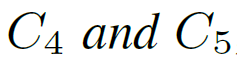 C₄ and C₅